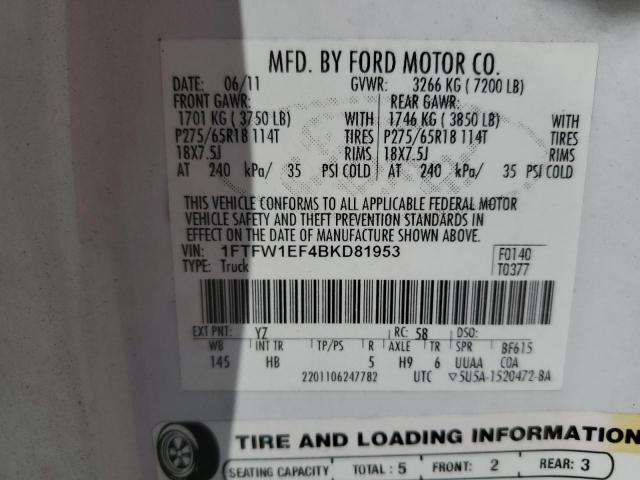 MFD. BY FORD MOTOR CO.
DATE: 06/11 GVWR: 3266 KG ( 7200 LB)
FRONT GAWR: REAR GAWR:
1701 KG ( 3750 LB) WITH 1746 KG ( 3850 LB) WITH
P275/65R18 114T TIRES P275/65R18 114T TIRES
18X7.5J RIMS 18X7.5J RIMS
AT 240 kPa/ 35 PSI COLD AT 240 kPa/ 35 PSI COLD
THIS VEHICLE CONFORMS TO ALL APPLICABLE FEDERAL MOTOR
VEHICLE SAFETY AND THEFT PREVENTION STANDARDS IN
EFFECT ON THE DATE OF MANUFACTURE SHOWN ABOVE.
VIN: 1FTFW1EF4BKD81953 F0140
TYPE: Truck T0377
EXT PNT: YZ RC: 58 DSO:
WB INT TR TP/PS R AXLE TR SPR BF615
145 HB 5 H9 6 UUAA COA
2201106247782 UTC ▽5U5A-1520472-BA
TIRE AND LOADING INFORMATION
SEATING CAPACITY TOTAL : 5 FRONT: 2 REAR: 3